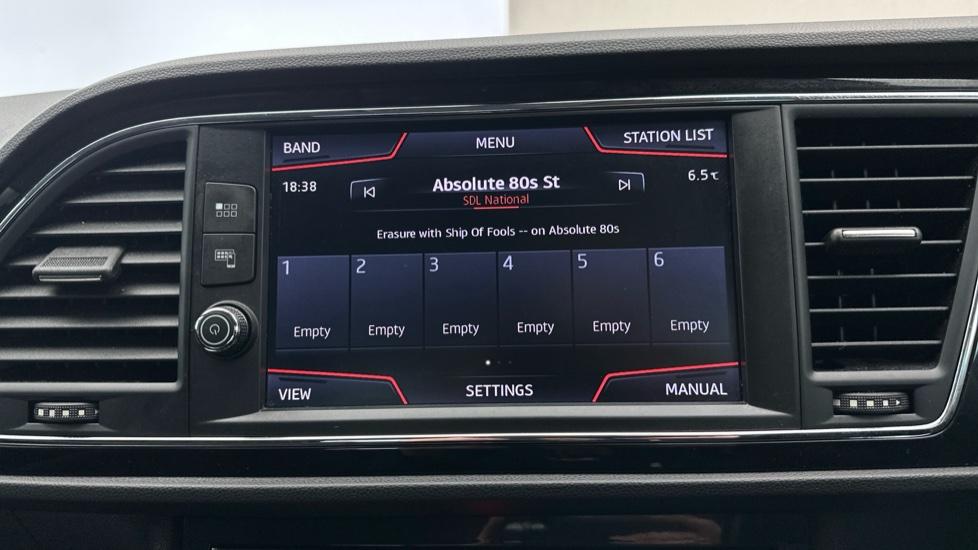 BAND MENU STATION LIST
18:38 Absolute 80s St 6.5℃
SDL National
Erasure with Ship Of Fools -- on Absolute 80s
1 2 3 4 5 6
Empty Empty Empty Empty Empty Empty
VIEW SETTINGS MANUAL